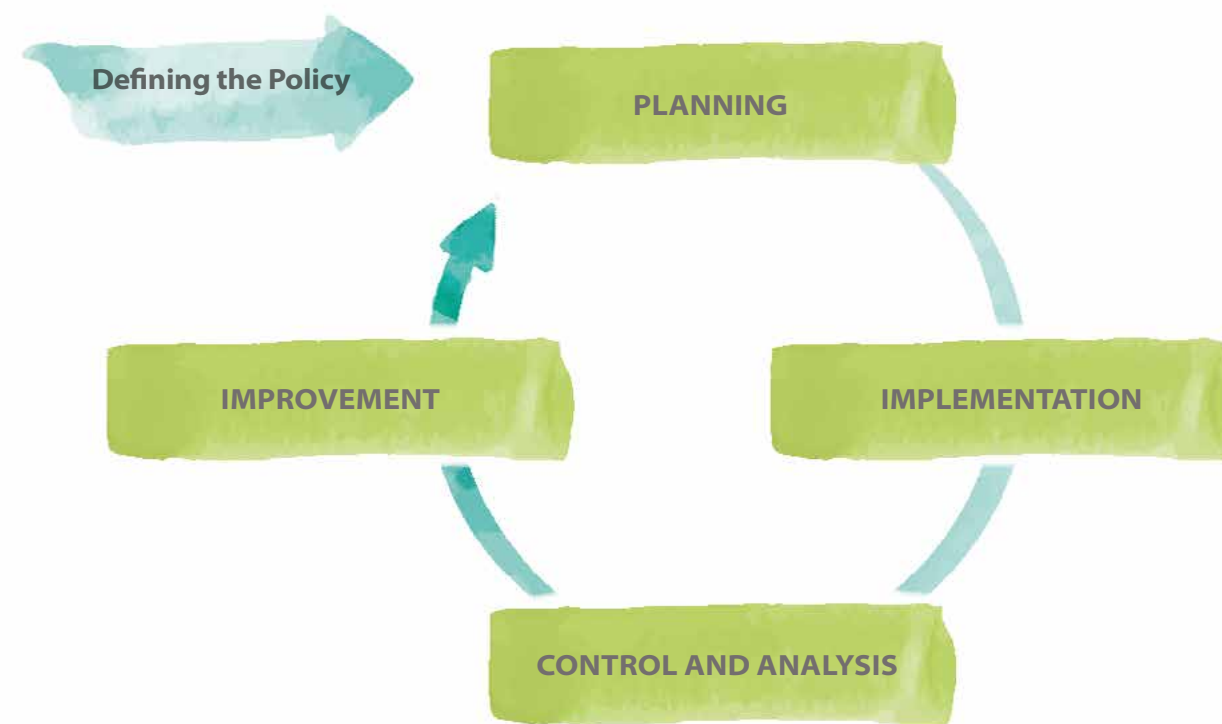 Defining the Policy
PLANNING
IMPROVEMENT
IMPLEMENTATION
CONTROL AND ANALYSIS